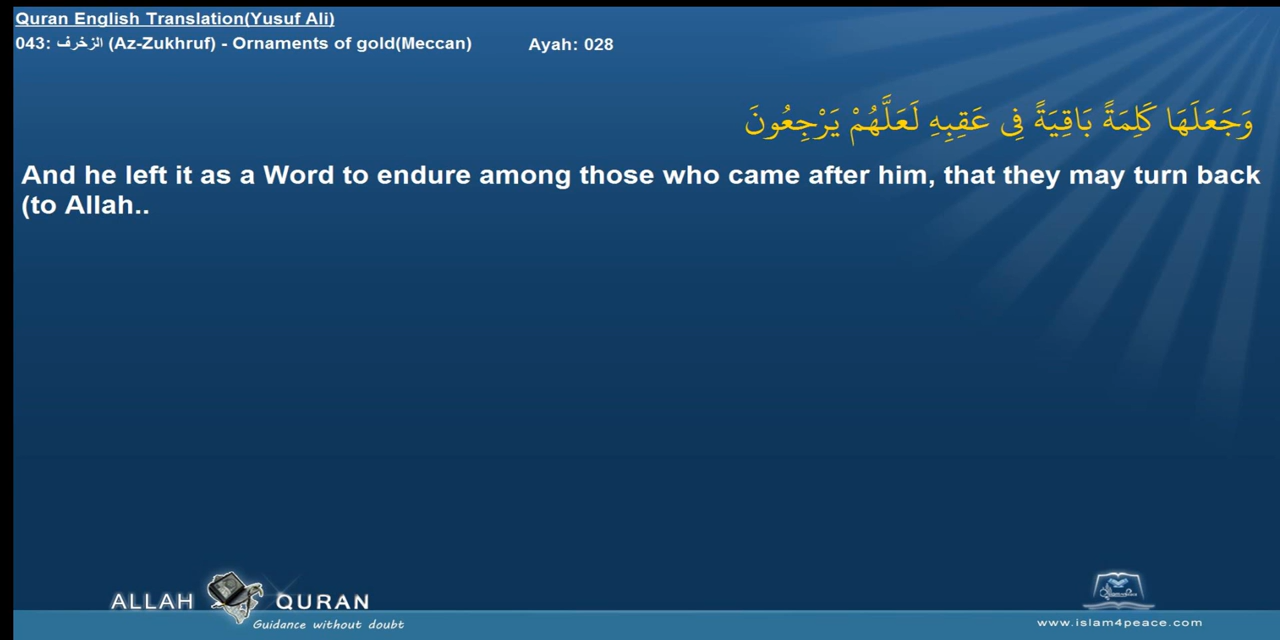 Quran English Translation(Yusuf Ali)
043: الزخرف (Az-Zukhruf) - Ornaments of gold(Meccan) Ayah: 028
وَجَعَلَهَا كَلِمَةً بَاقِيَةً فِى عَقِبِهِ لَعَلَّهُمْ يَرْجِعُونَ
And he left it as a Word to endure among those who came after him, that they may turn back
(to Allah..
ALLAH QURAN
Guidance without doubt
www.islam4peace.com